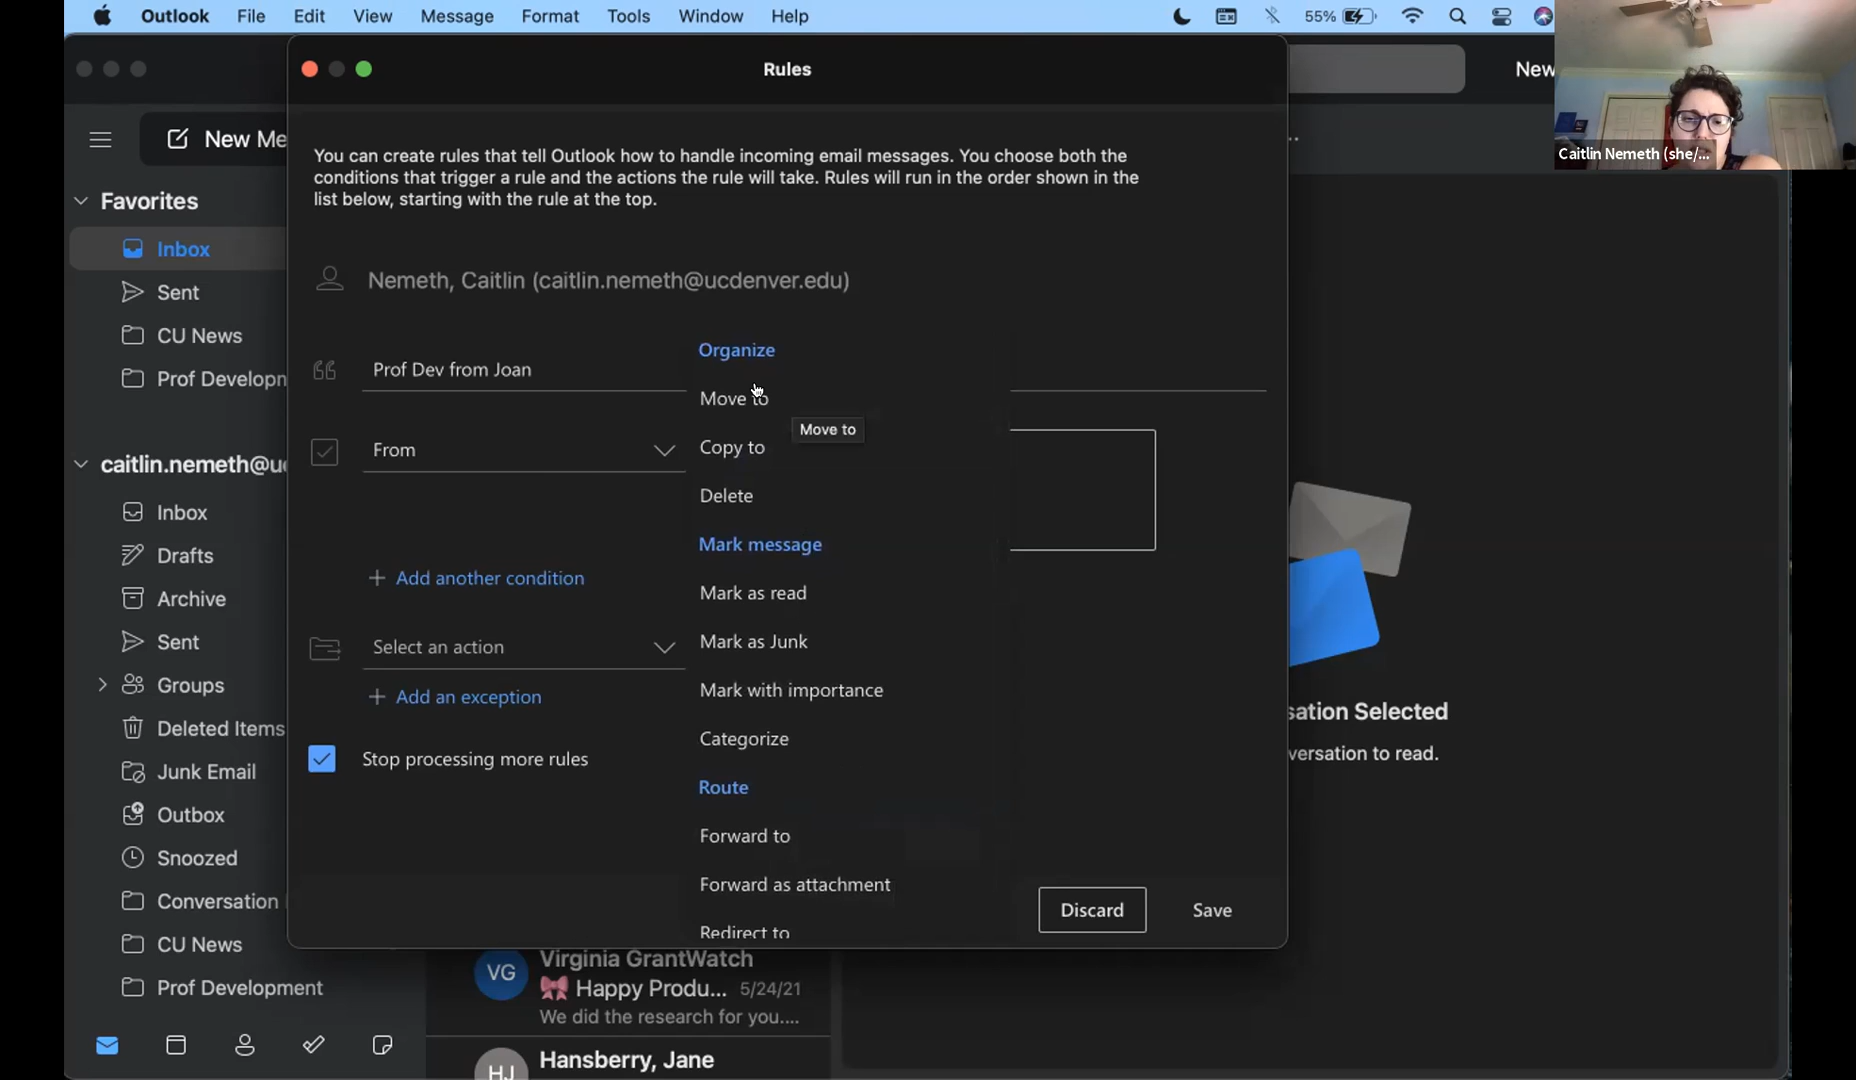 Outlook File Edit View Message Format Tools Window Help
55%
Rules
New
Caitlin Nemeth (she/...
New Me
You can create rules that tell Outlook how to handle incoming email messages. You choose both the
conditions that trigger a rule and the actions the rule will take. Rules will run in the order shown in the
list below, starting with the rule at the top.
Favorites
Inbox
Sent
CU News
Prof Developn
Nemeth, Caitlin (caitlin.nemeth@ucdenver.edu)
Prof Dev from Joan
From
Add another condition
Select an action
Add an exception
Stop processing more rules
Organize
Move to
Move to
Copy to
Delete
Mark message
Mark as read
Mark as Junk
Mark with importance
Categorize
Route
Forward to
Forward as attachment
Redirect to
Discard
Save
caitlin.nemeth@u
Inbox
Drafts
Archive
Sent
Groups
Deleted Items
Junk Email
Outbox
Snoozed
Conversation
CU News
Prof Development
sation Selected
versation to read.
VG
Virginia GrantWatch
Happy Produ... 5/24/21
We did the research for you....
HJ
Hansberry, Jane